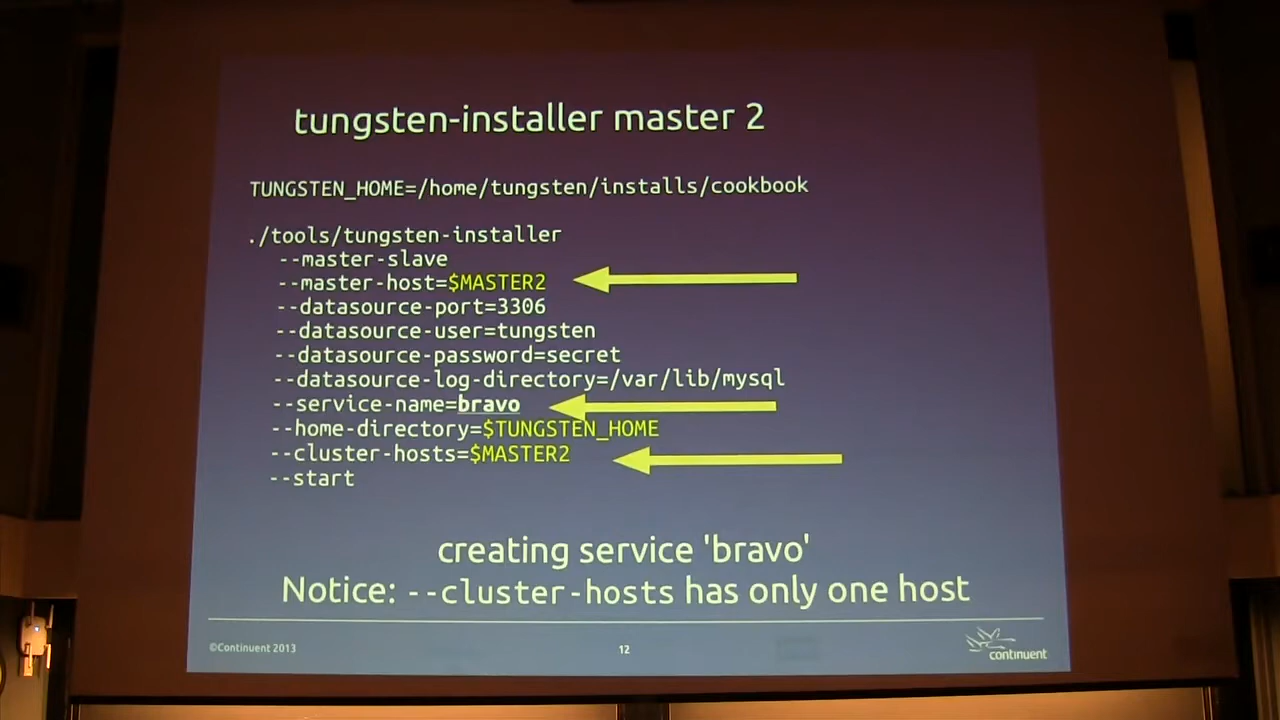 tungsten-installer master 2
TUNGSTEN_HOME=/home/tungsten/installs/cookbook
./tools/tungsten-installer
--master-slave
--master-host=$MASTER2
--datasource-port=3306
--datasource-user=tungsten
--datasource-password=secret
--datasource-log-directory=/var/lib/mysql
--service-name=bravo
--home-directory=$TUNGSTEN_HOME
--cluster-hosts=$MASTER2
--start
creating service 'bravo'
Notice: --cluster-hosts has only one host
©Continuent 2013
12
continuent